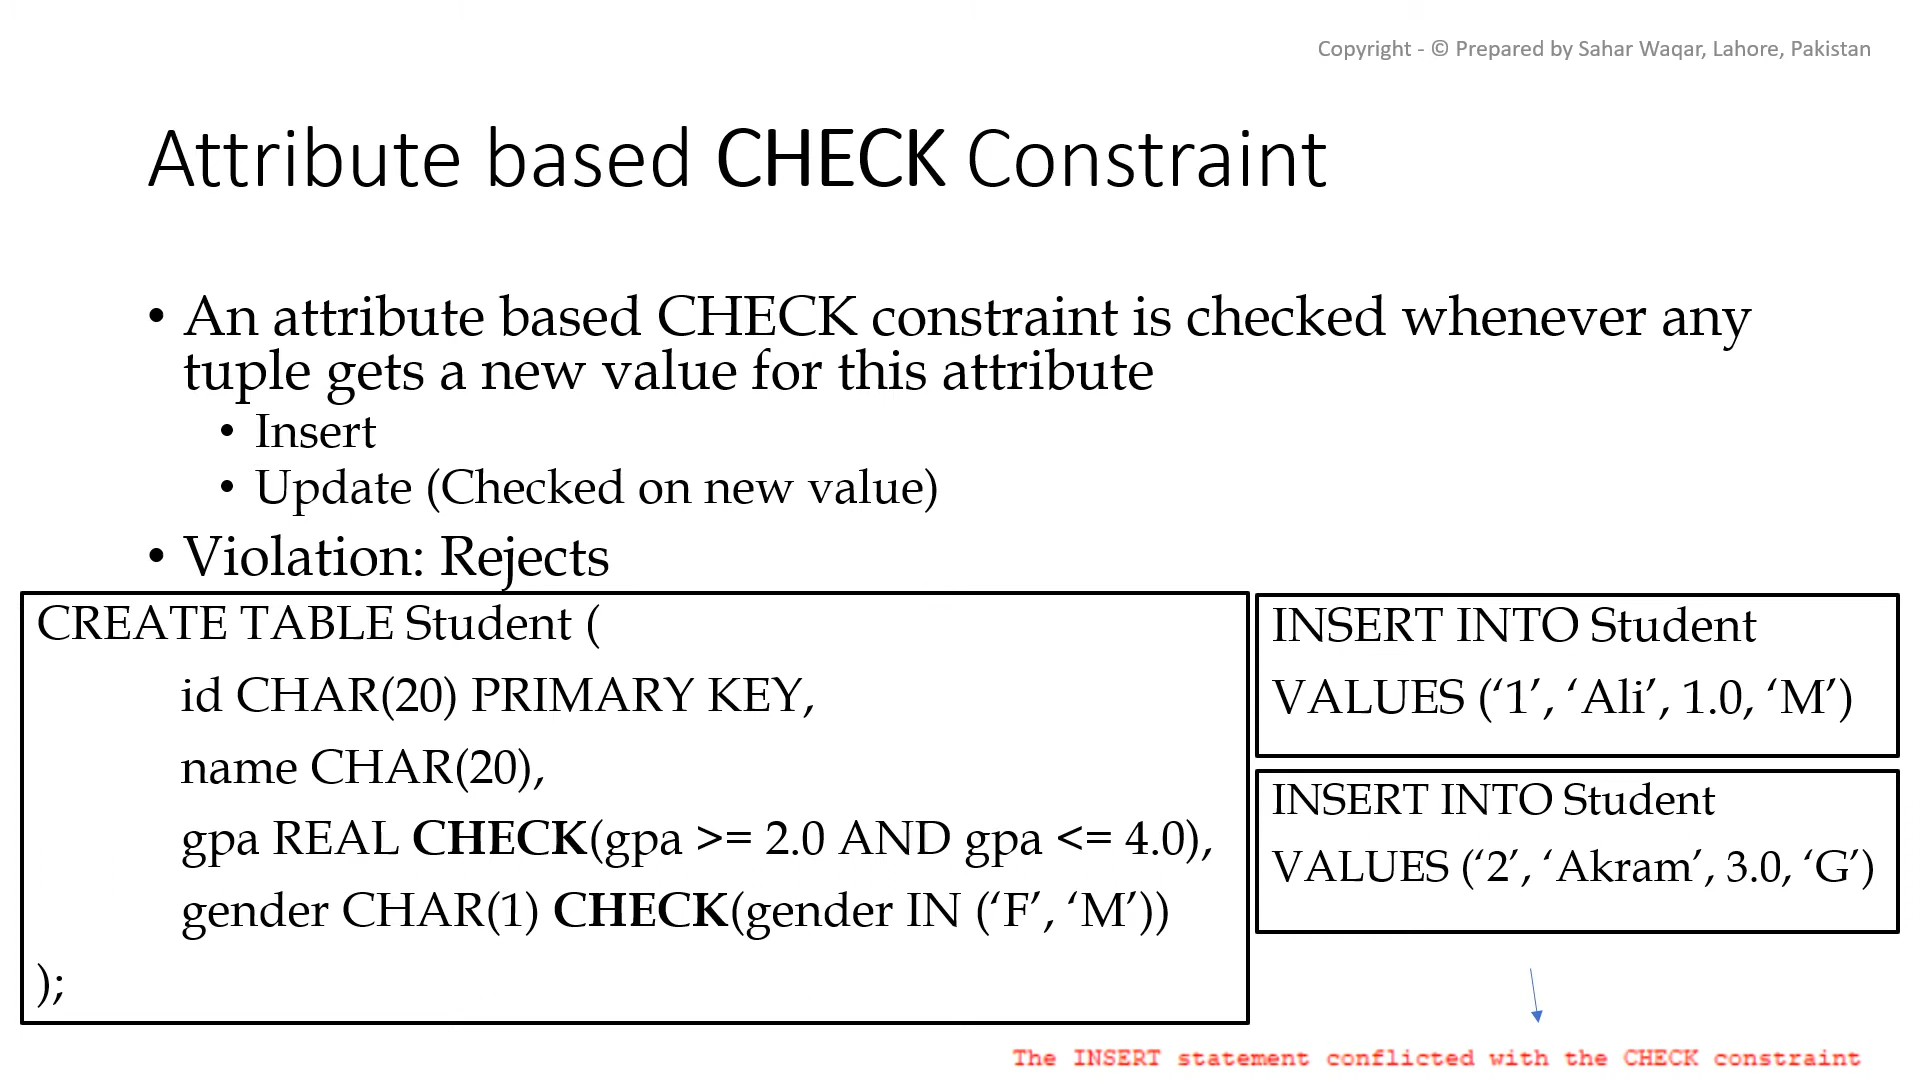 Copyright - © Prepared by Sahar Waqar, Lahore, Pakistan
Attribute based CHECK Constraint
• An attribute based CHECK constraint is checked whenever any
tuple gets a new value for this attribute
• Insert
• Update (Checked on new value)
• Violation: Rejects
CREATE TABLE Student (
id CHAR(20) PRIMARY KEY,
name CHAR(20),
gpa REAL CHECK(gpa >= 2.0 AND gpa <= 4.0),
gender CHAR(1) CHECK(gender IN (‘F’, ‘M’))
);
INSERT INTO Student
VALUES (‘1’, ‘Ali’, 1.0, ‘M’)
INSERT INTO Student
VALUES (‘2’, ‘Akram’, 3.0, ‘G’)
The INSERT statement conflicted with the CHECK constraint